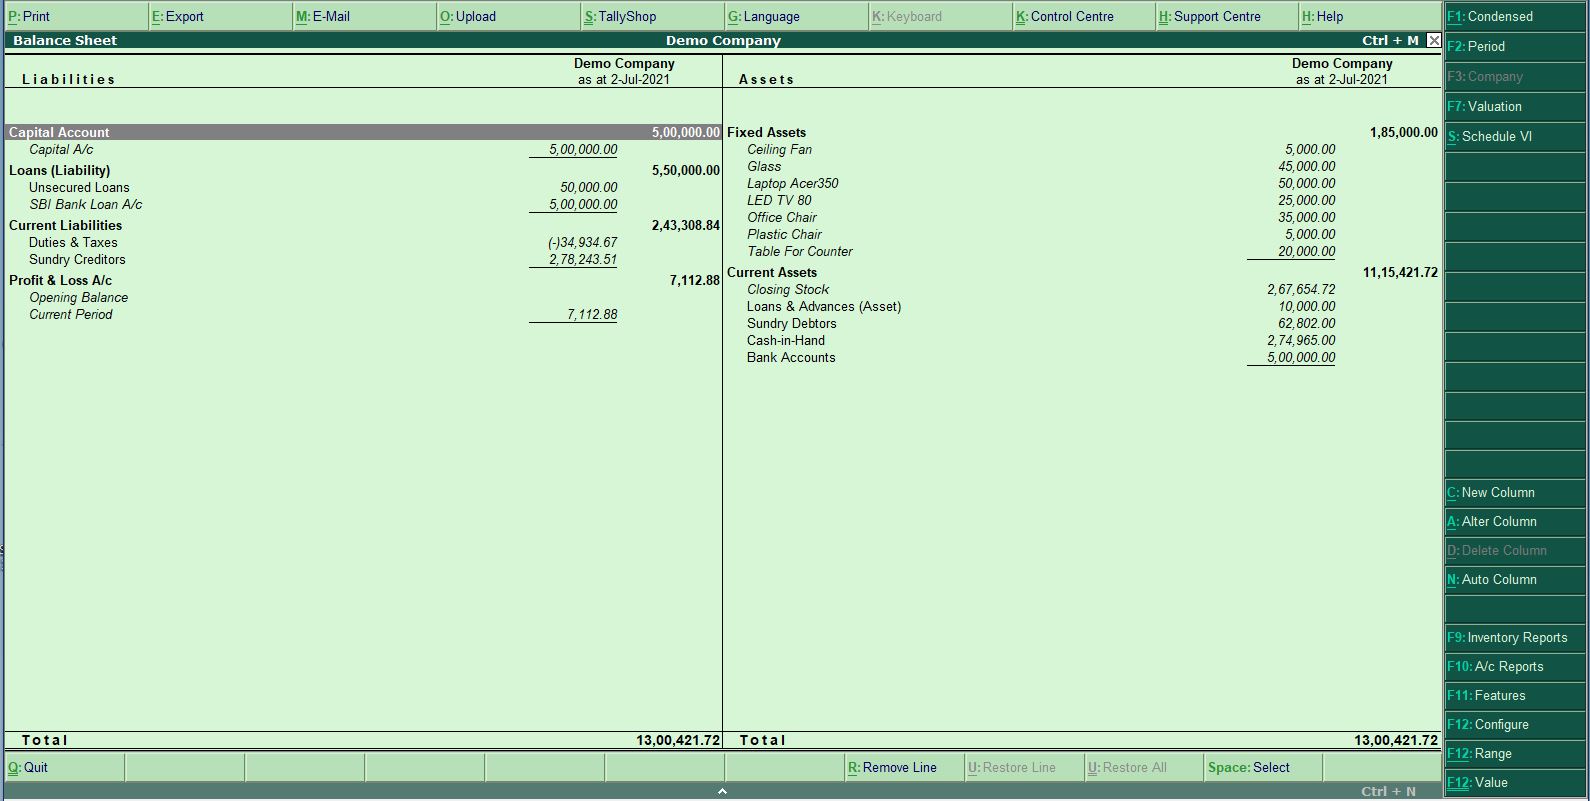 P: Print E: Export M: E-Mail O: Upload S: TallyShop G: Language K: Keyboard K: Control Centre H: Support Centre H: Help
Balance Sheet Demo Company Ctrl + M
Liabilities Demo Company as at 2-Jul-2021 Assets Demo Company as at 2-Jul-2021
Capital Account 5,00,000.00
Capital A/c 5,00,000.00
Loans (Liability) 5,50,000.00
Unsecured Loans 50,000.00
SBI Bank Loan A/c 5,00,000.00
Current Liabilities 2,43,308.84
Duties & Taxes (-)34,934.67
Sundry Creditors 2,78,243.51
Profit & Loss A/c 7,112.88
Opening Balance
Current Period 7,112.88
Total 13,00,421.72
Fixed Assets 1,85,000.00
Ceiling Fan 5,000.00
Glass 45,000.00
Laptop Acer350 50,000.00
LED TV 80 25,000.00
Office Chair 35,000.00
Plastic Chair 5,000.00
Table For Counter 20,000.00
Current Assets 11,15,421.72
Closing Stock 2,67,654.72
Loans & Advances (Asset) 10,000.00
Sundry Debtors 62,802.00
Cash-in-Hand 2,74,965.00
Bank Accounts 5,00,000.00
Total 13,00,421.72
Q: Quit R: Remove Line U: Restore Line U: Restore All Space: Select
Ctrl + N
F1: Condensed
F2: Period
F3: Company
F7: Valuation
S: Schedule VI
C: New Column
A: Alter Column
D: Delete Column
N: Auto Column
F9: Inventory Reports
F10: A/c Reports
F11: Features
F12: Configure
F12: Range
F12: Value